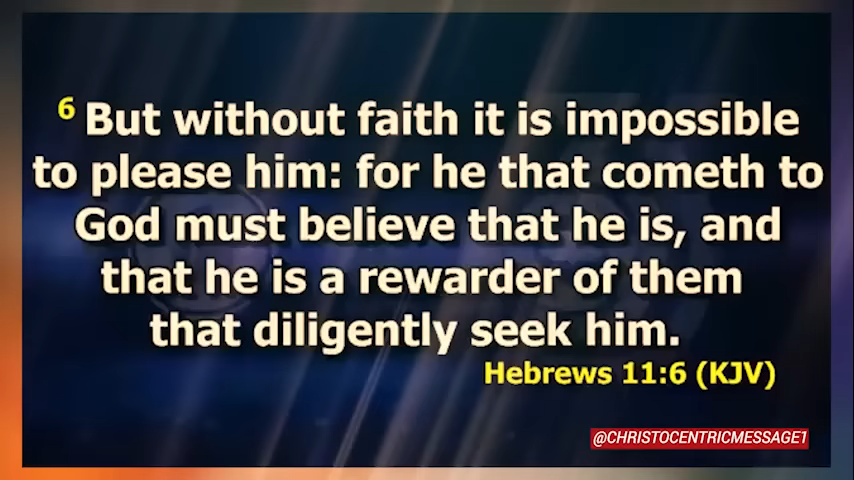 6 But without faith it is impossible
to please him: for he that cometh to
God must believe that he is, and
that he is a rewarder of them
that diligently seek him.
Hebrews 11:6 (KJV)
@CHRISTOCENTRICMESSAGE1